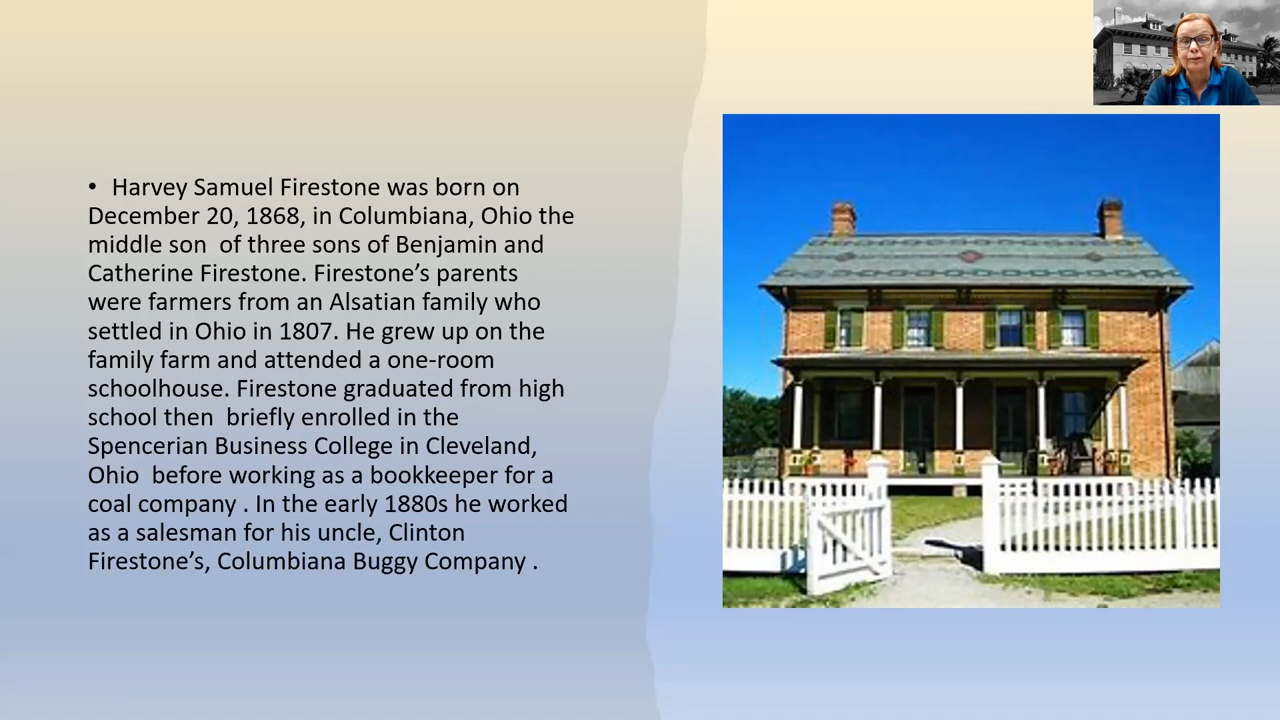 • Harvey Samuel Firestone was born on
December 20, 1868, in Columbiana, Ohio the
middle son  of three sons of Benjamin and
Catherine Firestone. Firestone’s parents
were farmers from an Alsatian family who
settled in Ohio in 1807. He grew up on the
family farm and attended a one-room
schoolhouse. Firestone graduated from high
school then  briefly enrolled in the
Spencerian Business College in Cleveland,
Ohio  before working as a bookkeeper for a
coal company . In the early 1880s he worked
as a salesman for his uncle, Clinton
Firestone’s, Columbiana Buggy Company .